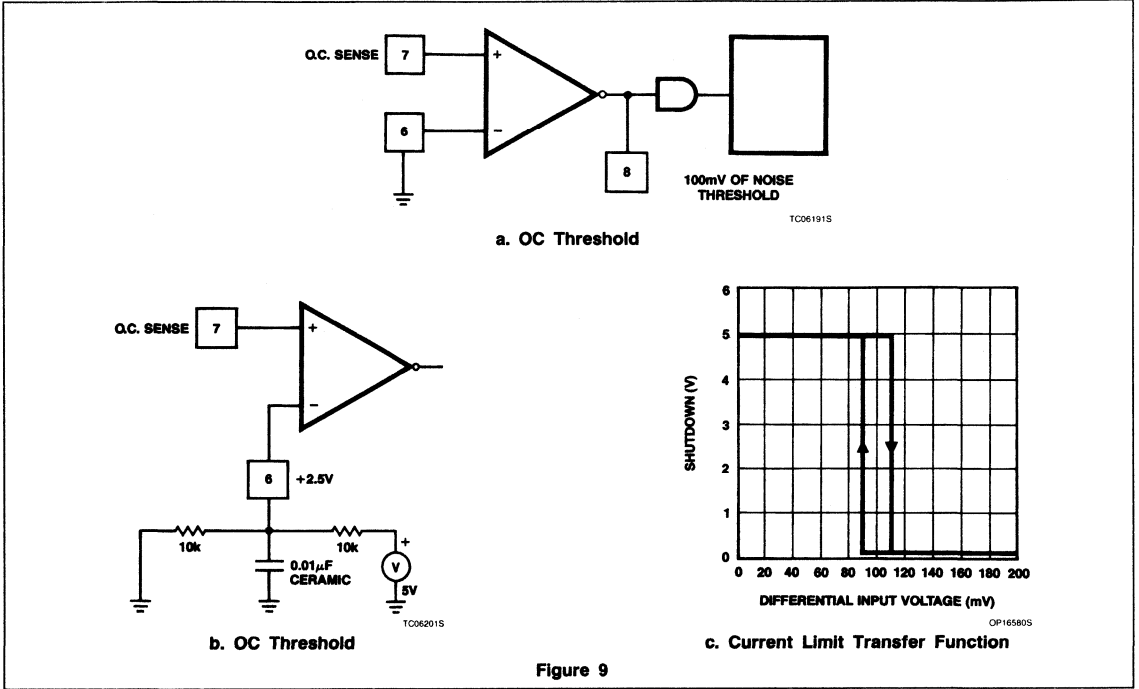 O.C. SENSE
7
+
6
−
8
100mV OF NOISE
THRESHOLD
TC06191S
a. OC Threshold
O.C. SENSE
7
+
−
6
+2.5V
10k
10k
0.01μF
CERAMIC
+
V
5V
TC06201S
b. OC Threshold
6
5
4
3
2
1
0
SHUTDOWN (V)
0 20 40 60 80 100 120 140 160 180 200
DIFFERENTIAL INPUT VOLTAGE (mV)
OP16580S
c. Current Limit Transfer Function
Figure 9